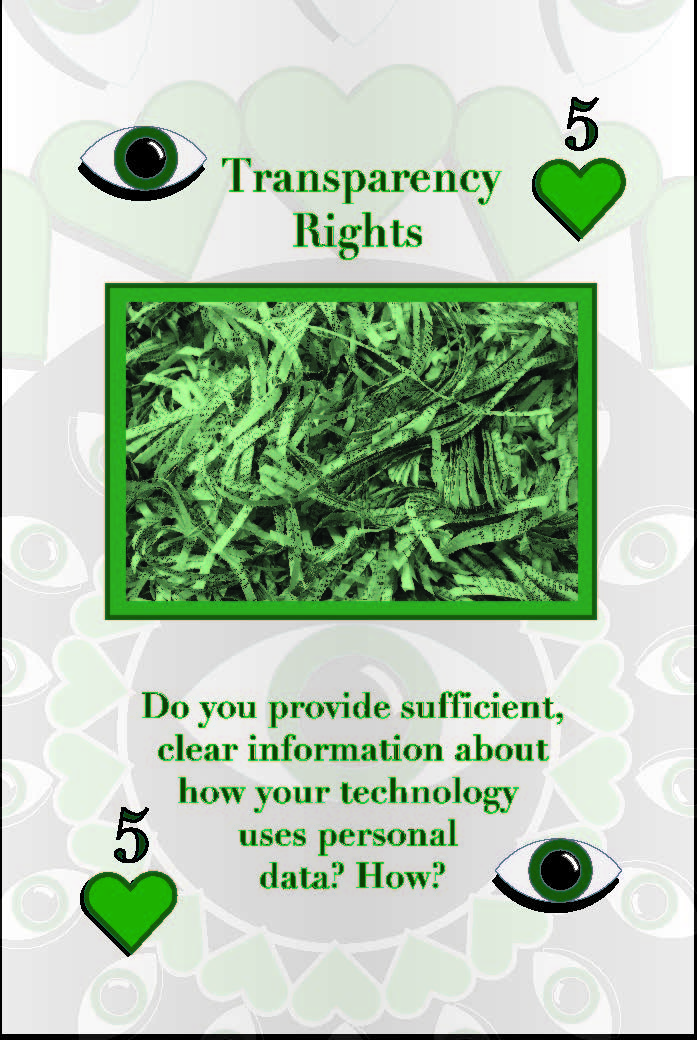 5
Transparency
Rights
Do you provide sufficient,
clear information about
how your technology
uses personal
data? How?
5